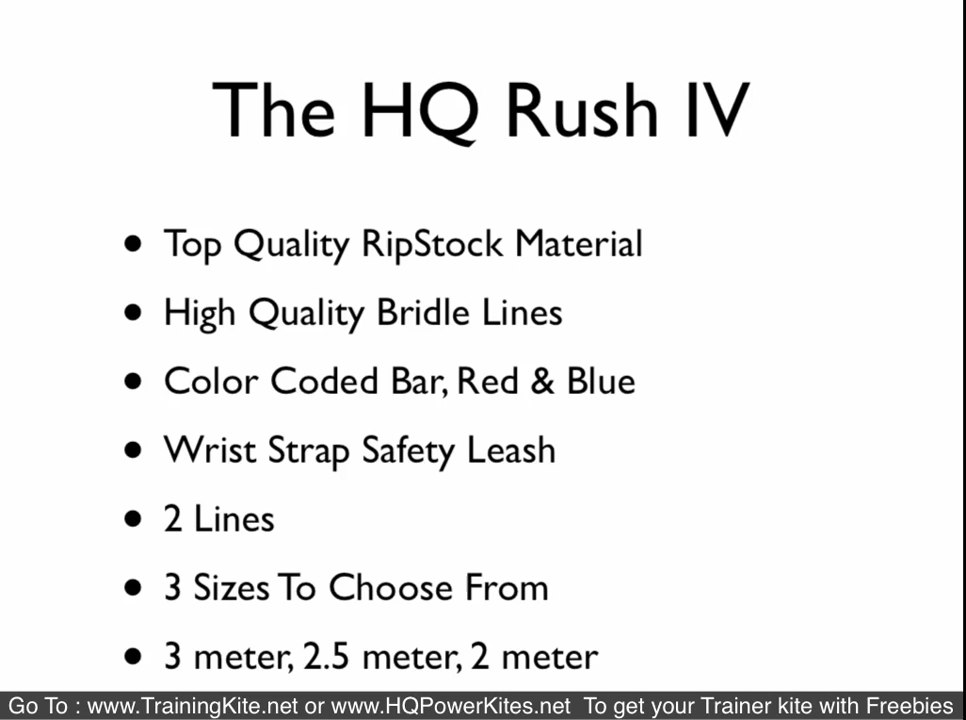 The HQ Rush IV
• Top Quality RipStock Material
• High Quality Bridle Lines
• Color Coded Bar, Red & Blue
• Wrist Strap Safety Leash
• 2 Lines
• 3 Sizes To Choose From
• 3 meter, 2.5 meter, 2 meter
Go To : www.TrainingKite.net or www.HQPowerKites.net  To get your Trainer kite with Freebies